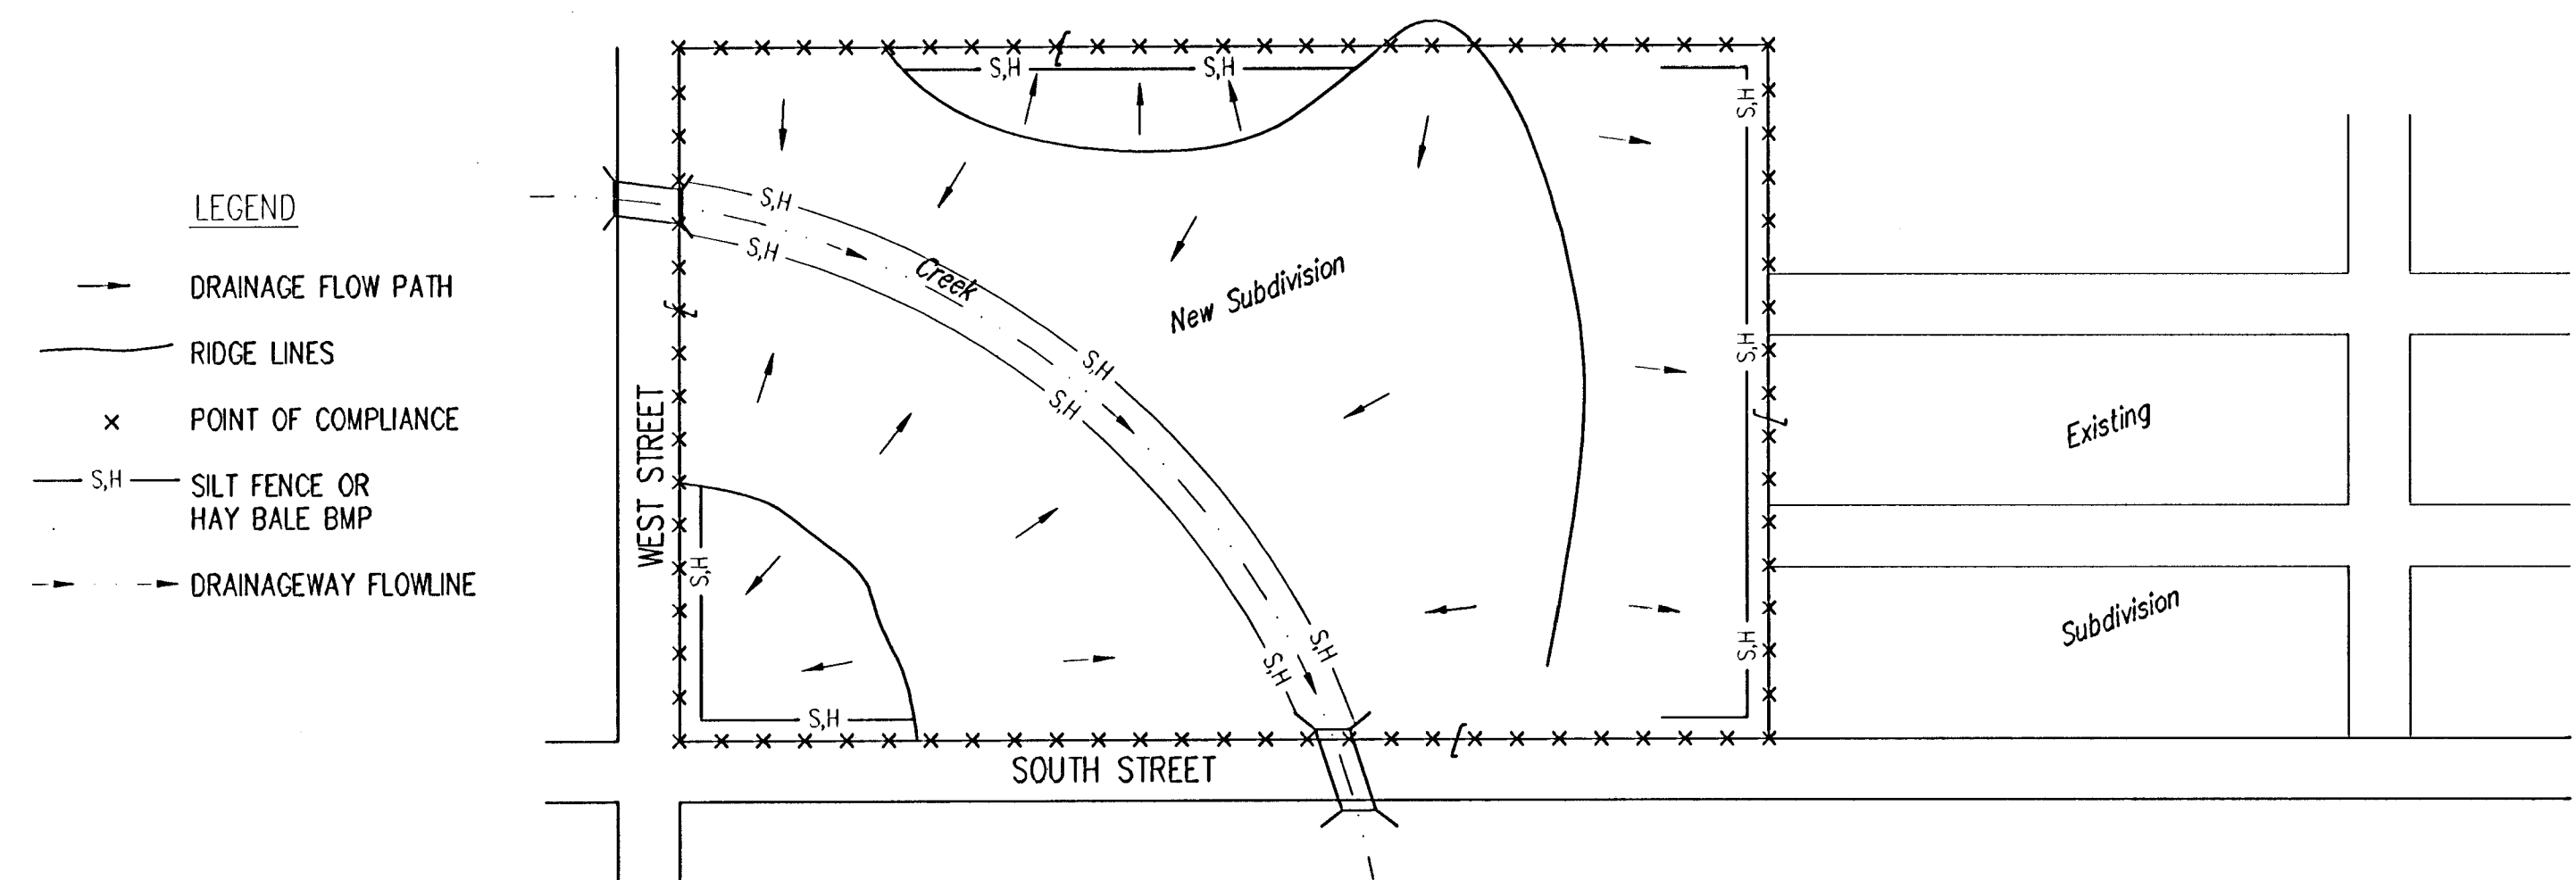 LEGEND
DRAINAGE FLOW PATH
RIDGE LINES
POINT OF COMPLIANCE
S,H
SILT FENCE OR
HAY BALE BMP
DRAINAGEWAY FLOWLINE
S,H
S,H
S,H
S,H
S,H
Creek
New Subdivision
S,H
S,H
S,H
WEST STREET
Existing
S,H
Subdivision
S,H
S,H
S,H
S,H
SOUTH STREET